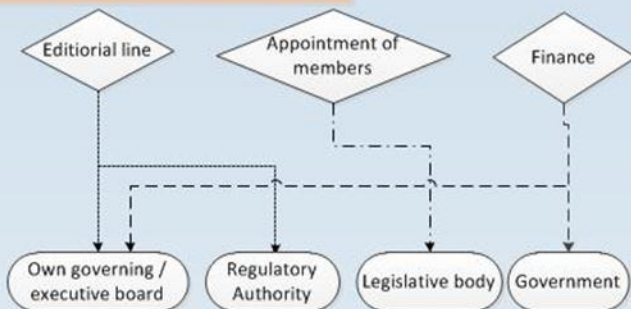 Editiorial line
Appointment of
members
Finance
Own governing /
executive board
Regulatory
Authority
Legislative body
Government